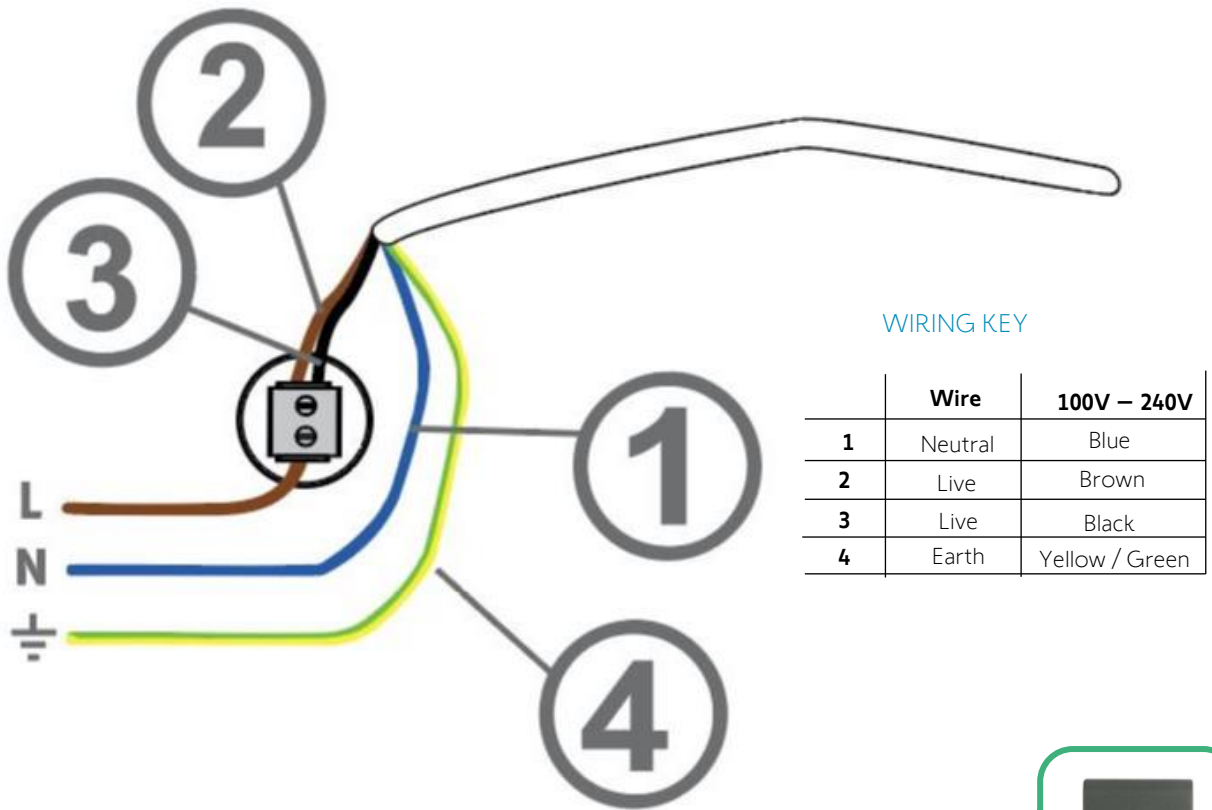 2
3
1
4
L
N
WIRING KEY
Wire 100V – 240V
1 Neutral Blue
2 Live Brown
3 Live Black
4 Earth Yellow / Green